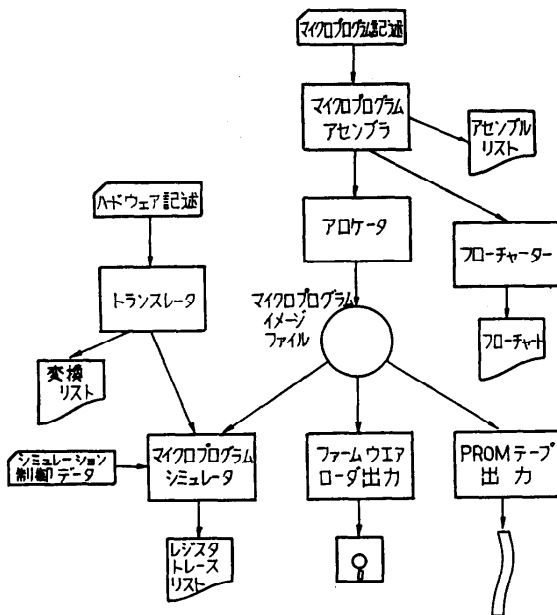 マイクロプログラム記述
マイクロプログラム
アセンブラ
アセンブル
リスト
ハードウェア記述
アロケータ
フローチャーター
トランスレータ
マイクロプログラム
イメージ
ファイル
フローチャート
変換
リスト
シミュレーション
制御データ
マイクロプログラム
シミュレータ
ファームウエア
ローダ出力
PROMテープ
出力
レジスタ
トレース
リスト